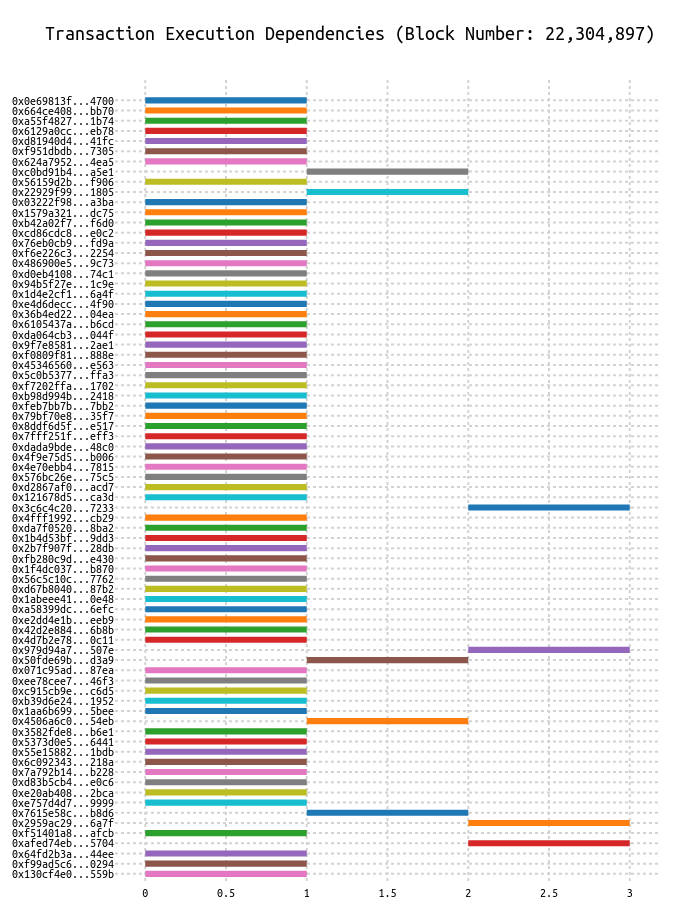 Transaction Execution Dependencies (Block Number: 22,304,897)
0x0e69813f...4700
0x664ce408...bb70
0xa55f4827...1b74
0x6129a0cc...eb78
0xd81940d4...41fc
0xf951dbdb...7305
0x624a7952...4ea5
0xc0bd91b4...a5e1
0x56159d2b...f906
0x22929f99...1805
0x03222f98...a3ba
0x1579a321...dc75
0xb42a02f7...f6d0
0xcd86cdc8...e0c2
0x76eb0cb9...fd9a
0xf6e226c3...2254
0x486900e5...9c73
0xd0eb4108...74c1
0x94b5f27e...1c9e
0x1d4e2cf1...6a4f
0xe4d6decc...4f90
0x36b4ed22...04ea
0x6105437a...b6cd
0xda064cb3...044f
0x9f7e8581...2ae1
0xf0809f81...888e
0x45346560...e563
0x5c0b5377...ffa3
0xf7202ffa...1702
0xb98d994b...2418
0xfeb7bb7b...7bb2
0x79bf70e8...35f7
0x8ddf6d5f...e517
0x7fff251f...eff3
0xdada9bde...48c0
0x4f9e75d5...b006
0x4e70ebb4...7815
0x576bc26e...75c5
0xd2867af0...acd7
0x121678d5...ca3d
0x3c6c4c20...7233
0x4fff1992...cb29
0xda7f0520...8ba2
0x1b4d53bf...9dd3
0x2b7f907f...28db
0xfb280c9d...e430
0x1f4dc037...b870
0x56c5c10c...7762
0xd67b8040...87b2
0x1abeee41...0e48
0xa58399dc...6efc
0xe2dd4e1b...eeb9
0x42d2e884...6b8b
0x4d7b2e78...0c11
0x979d94a7...507e
0x50fde69b...d3a9
0x071c95ad...87ea
0xee78cee7...46f3
0xc915cb9e...c6d5
0xb39d6e24...1952
0x1aa6b699...5bee
0x4506a6c0...54eb
0x3582fde8...b6e1
0x5373d0e5...6441
0x55e15882...1bdb
0x6c092343...218a
0x7a792b14...b228
0xd83b5cb4...e0c6
0xe20ab408...2bca
0xe757d4d7...9999
0x7615e58c...b8d6
0x2959ac29...6a7f
0xf51401a8...afcb
0xafed74eb...5704
0x64fd2b3a...44ee
0xf99ad5c6...0294
0x130cf4e0...559b
0 0.5 1 1.5 2 2.5 3